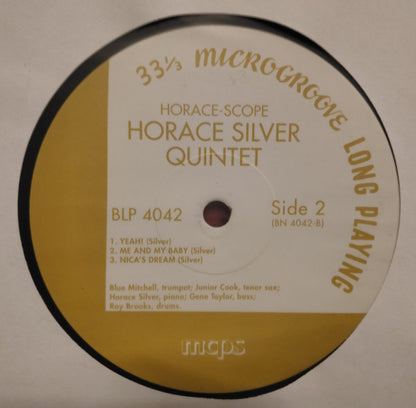 33⅓ MICROGROOVE LONG PLAYING
HORACE-SCOPE
HORACE SILVER
QUINTET
BLP 4042
Side 2
(BN 4042-B)
1. YEAH! (Silver)
2. ME AND MY BABY (Silver)
3. NICA'S DREAM (Silver)
Blue Mitchell, trumpet; Junior Cook, tenor sax;
Horace Silver, piano; Gene Taylor, bass;
Roy Brooks, drums.
mcps